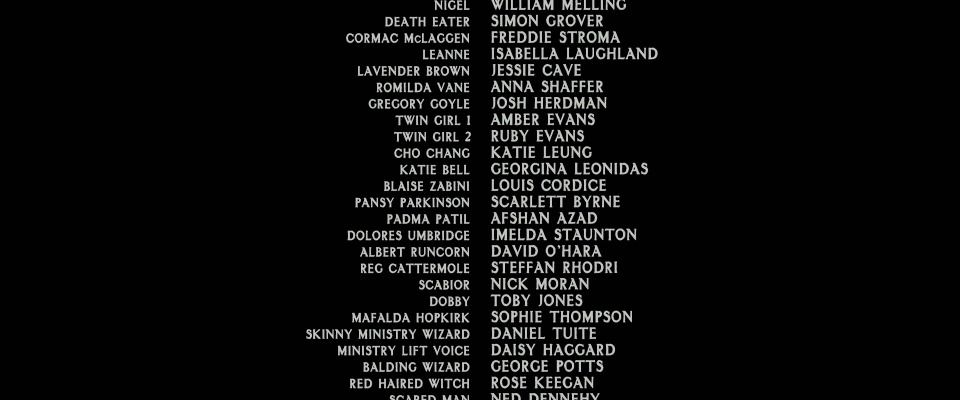 NIGEL WILLIAM MELLING
DEATH EATER SIMON GROVER
CORMAC McLAGGEN FREDDIE STROMA
LEANNE ISABELLA LAUGHLAND
LAVENDER BROWN JESSIE CAVE
ROMILDA VANE ANNA SHAFFER
GREGORY GOYLE JOSH HERDMAN
TWIN GIRL 1 AMBER EVANS
TWIN GIRL 2 RUBY EVANS
CHO CHANG KATIE LEUNG
KATIE BELL GEORGINA LEONIDAS
BLAISE ZABINI LOUIS CORDICE
PANSY PARKINSON SCARLETT BYRNE
PADMA PATIL AFSHAN AZAD
DOLORES UMBRIDGE IMELDA STAUNTON
ALBERT RUNCORN DAVID O'HARA
REG CATTERMOLE STEFFAN RHODRI
SCABIOR NICK MORAN
DOBBY TOBY JONES
MAFALDA HOPKIRK SOPHIE THOMPSON
SKINNY MINISTRY WIZARD DANIEL TUITE
MINISTRY LIFT VOICE DAISY HAGGARD
BALDING WIZARD GEORGE POTTS
RED HAIRED WITCH ROSE KEEGAN
SCARED MAN NED DENNEHY